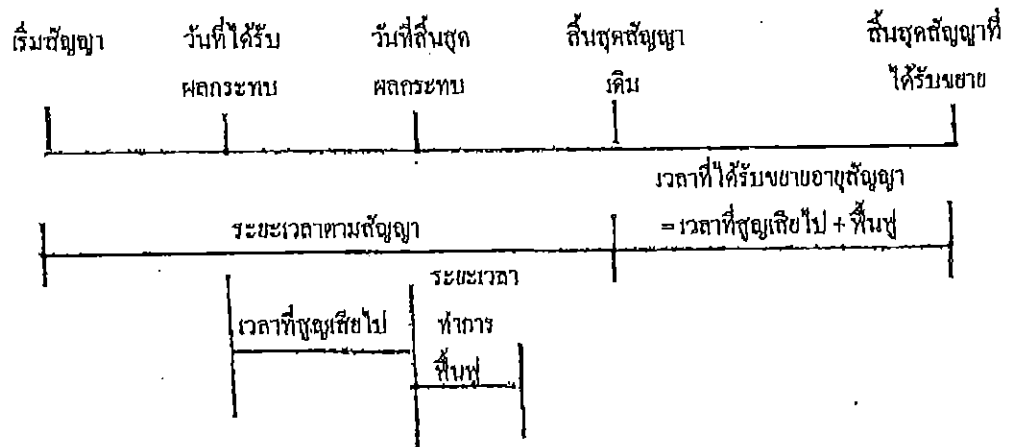 เริ่มสัญญา วันที่ได้รับ วันที่สิ้นสุด สิ้นสุดสัญญา สิ้นสุดสัญญาที่
ผลกระทบ ผลกระทบ เดิม ได้รับขยาย
เวลาที่ได้รับขยายอายุสัญญา
ระยะเวลาตามสัญญา = เวลาที่สูญเสียไป + ฟื้นฟู
ระยะเวลา
เวลาที่สูญเสียไป ทำการ
ฟื้นฟู